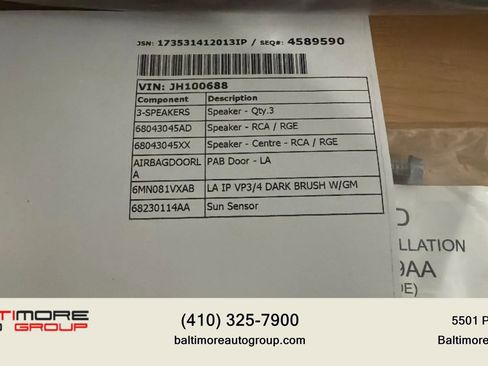 JSN: 173531412013IP / SEQ#: 4589590
VIN: JH100688
Component Description
3-SPEAKERS Speaker - Qty.3
68043045AD Speaker - RCA / RGE
68043045XX Speaker - Centre - RCA / RGE
AIRBAGDOORL PAB Door - LA
A
6MN081VXAB LA IP VP3/4 DARK BRUSH W/GM
68230114AA Sun Sensor
D
LLATION
9AA
DE)
TIMORE
GROUP
(410) 325-7900
baltimoreautogroup.com
5501 P
Baltimore